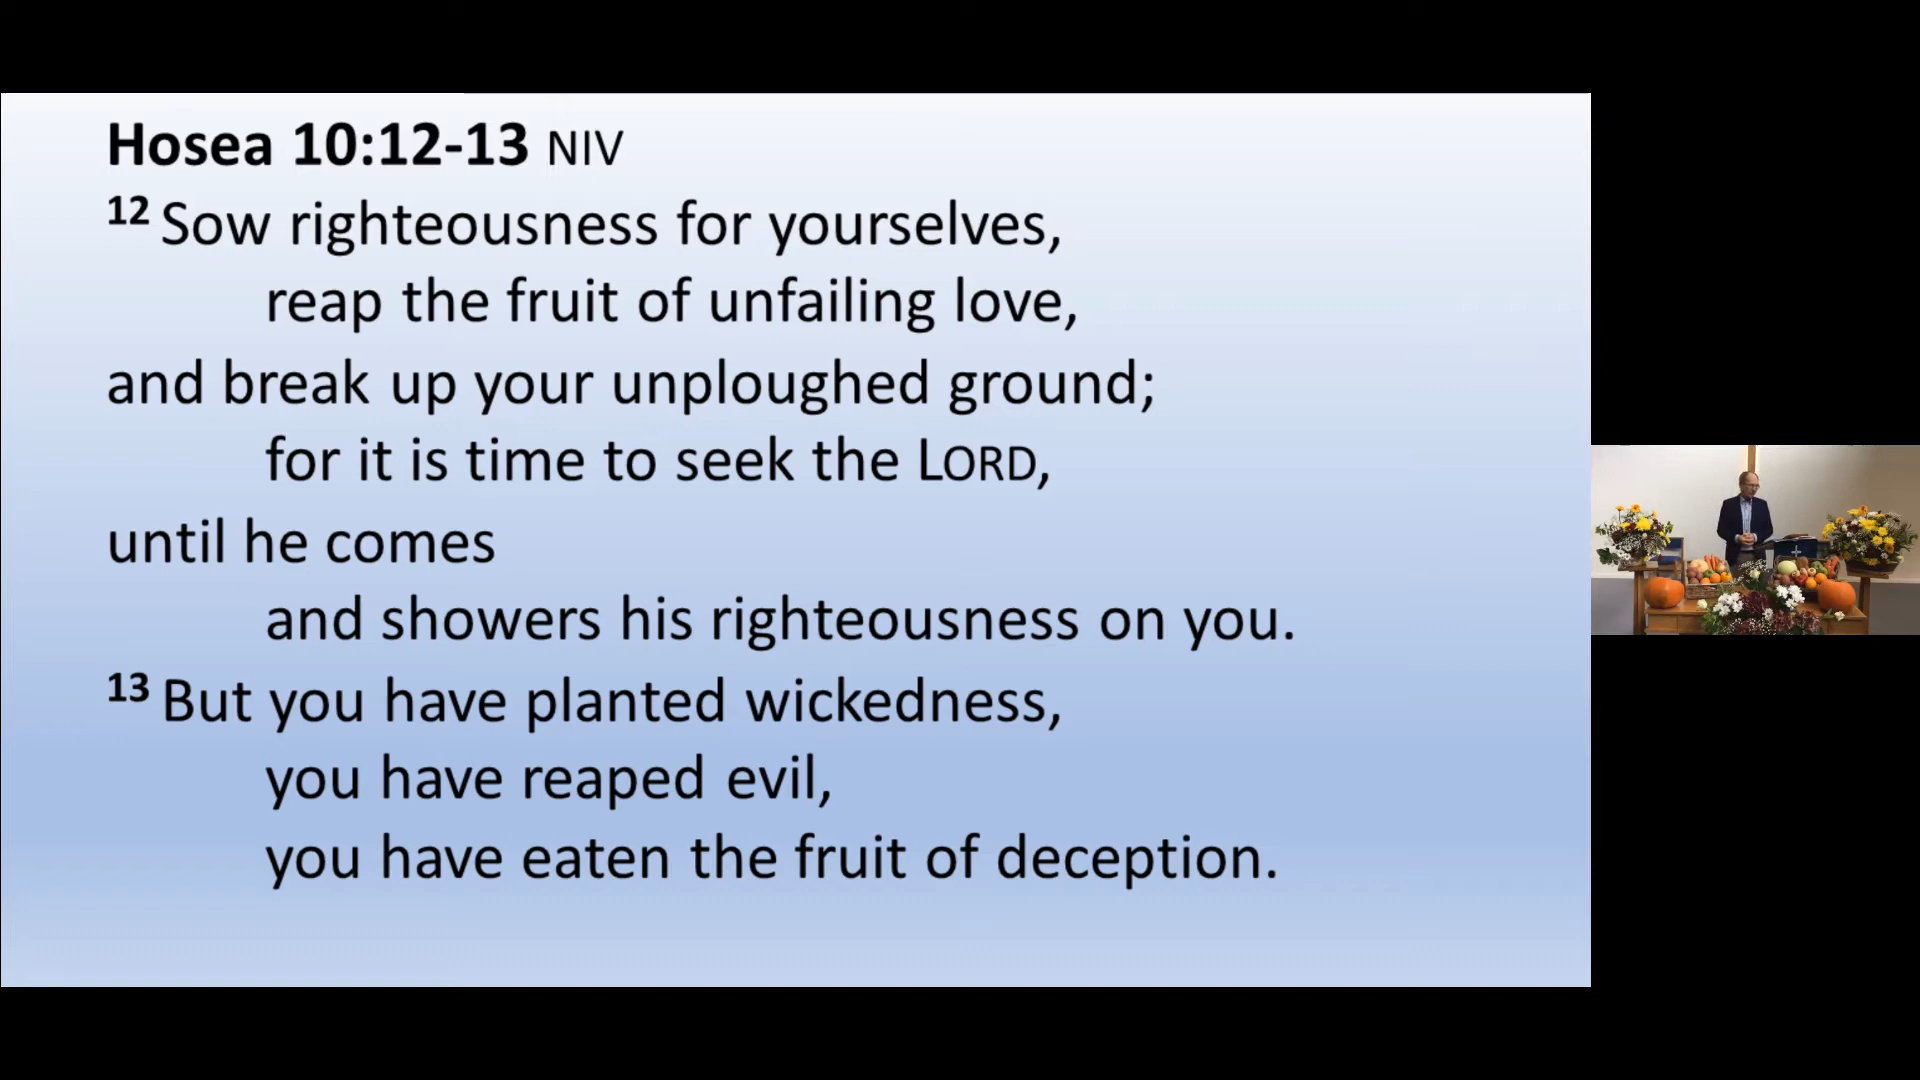 Hosea 10:12-13 NIV
12 Sow righteousness for yourselves,
reap the fruit of unfailing love,
and break up your unploughed ground;
for it is time to seek the LORD,
until he comes
and showers his righteousness on you.
13 But you have planted wickedness,
you have reaped evil,
you have eaten the fruit of deception.